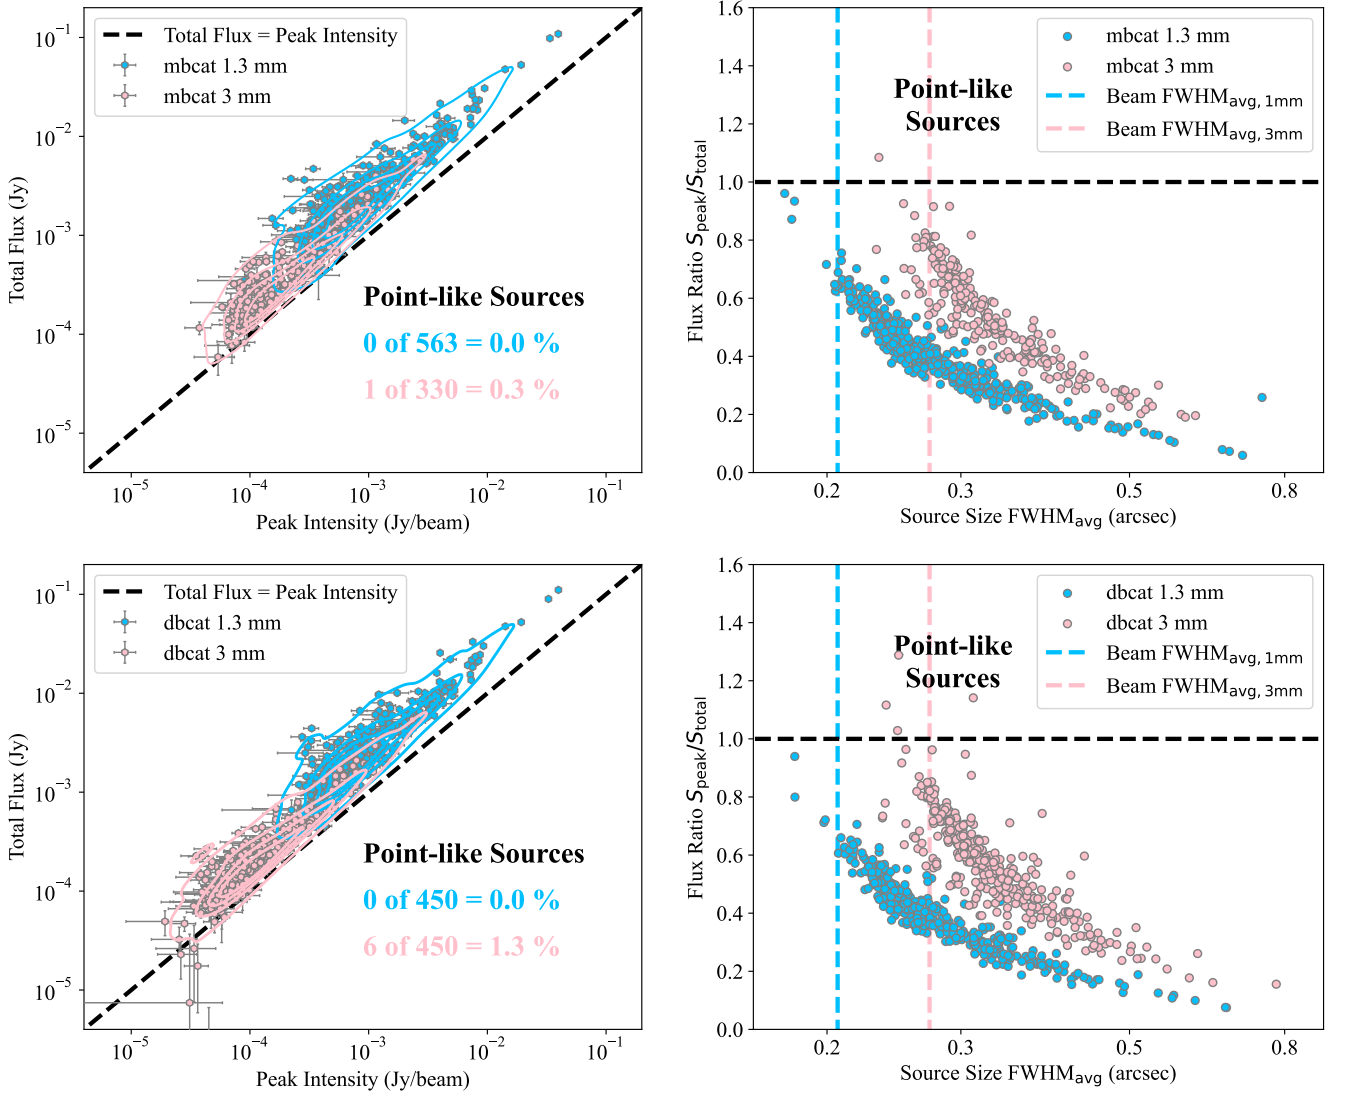 Total Flux = Peak Intensity
mbcat 1.3 mm
mbcat 3 mm
Point-like Sources
0 of 563 = 0.0 %
1 of 330 = 0.3 %
10⁻¹
10⁻²
10⁻³
10⁻⁴
10⁻⁵
Total Flux (Jy)
10⁻⁵ 10⁻⁴ 10⁻³ 10⁻² 10⁻¹
Peak Intensity (Jy/beam)
mbcat 1.3 mm
mbcat 3 mm
Beam FWHM_avg, 1mm
Beam FWHM_avg, 3mm
Point-like
Sources
1.6
1.4
1.2
1.0
0.8
0.6
0.4
0.2
0.0
Flux Ratio S_peak/S_total
0.2 0.3 0.5 0.8
Source Size FWHM_avg (arcsec)
Total Flux = Peak Intensity
dbcat 1.3 mm
dbcat 3 mm
Point-like Sources
0 of 450 = 0.0 %
6 of 450 = 1.3 %
10⁻¹
10⁻²
10⁻³
10⁻⁴
10⁻⁵
Total Flux (Jy)
10⁻⁵ 10⁻⁴ 10⁻³ 10⁻² 10⁻¹
Peak Intensity (Jy/beam)
dbcat 1.3 mm
dbcat 3 mm
Beam FWHM_avg, 1mm
Beam FWHM_avg, 3mm
Point-like
Sources
1.6
1.4
1.2
1.0
0.8
0.6
0.4
0.2
0.0
Flux Ratio S_peak/S_total
0.2 0.3 0.5 0.8
Source Size FWHM_avg (arcsec)